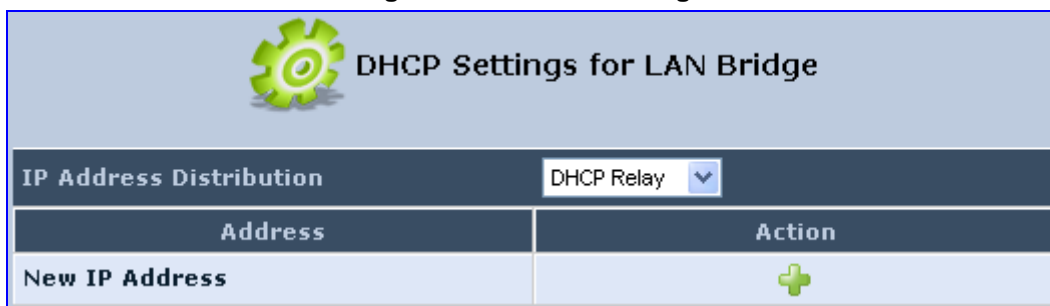 DHCP Settings for LAN Bridge
IP Address Distribution DHCP Relay
Address Action
New IP Address